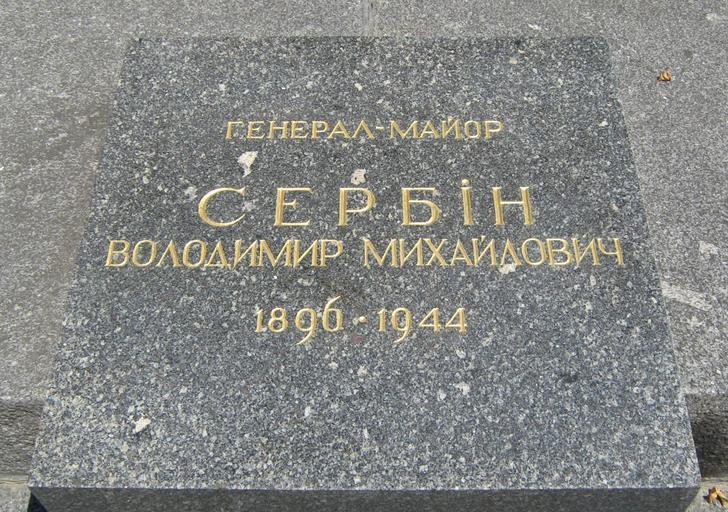 ГЕНЕРАЛ-МАЙОР
СЕРБІН
ВОЛОДИМИР МИХАЙЛОВИЧ
1896-1944